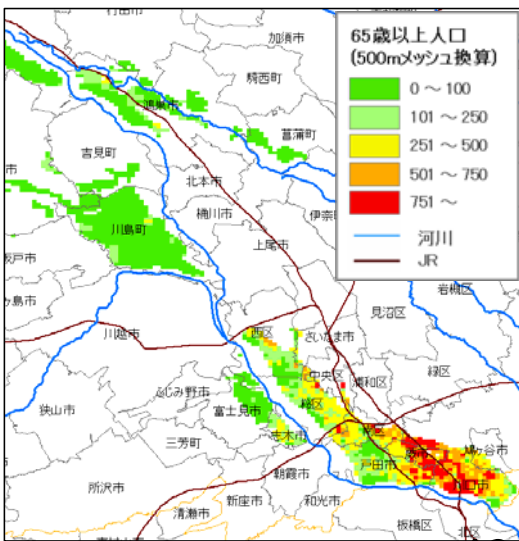 65歳以上人口
(500mメッシュ換算)
0 ～ 100
101 ～ 250
251 ～ 500
501 ～ 750
751 ～
河川
JR
加須市
騎西町
鴻巣市
菖蒲町
吉見町
北本市
桶川市
伊奈町
川島町
上尾市
岩槻区
見沼区
川越市
西区
さいたま市
緑区
中央区
浦和区
桜区
ふじみ野市
富士見市
狭山市
三芳町
志木市
南区
蕨市
鳩ヶ谷市
戸田市
川口市
所沢市
朝霞市
新座市
和光市
清瀬市
板橋区
北区